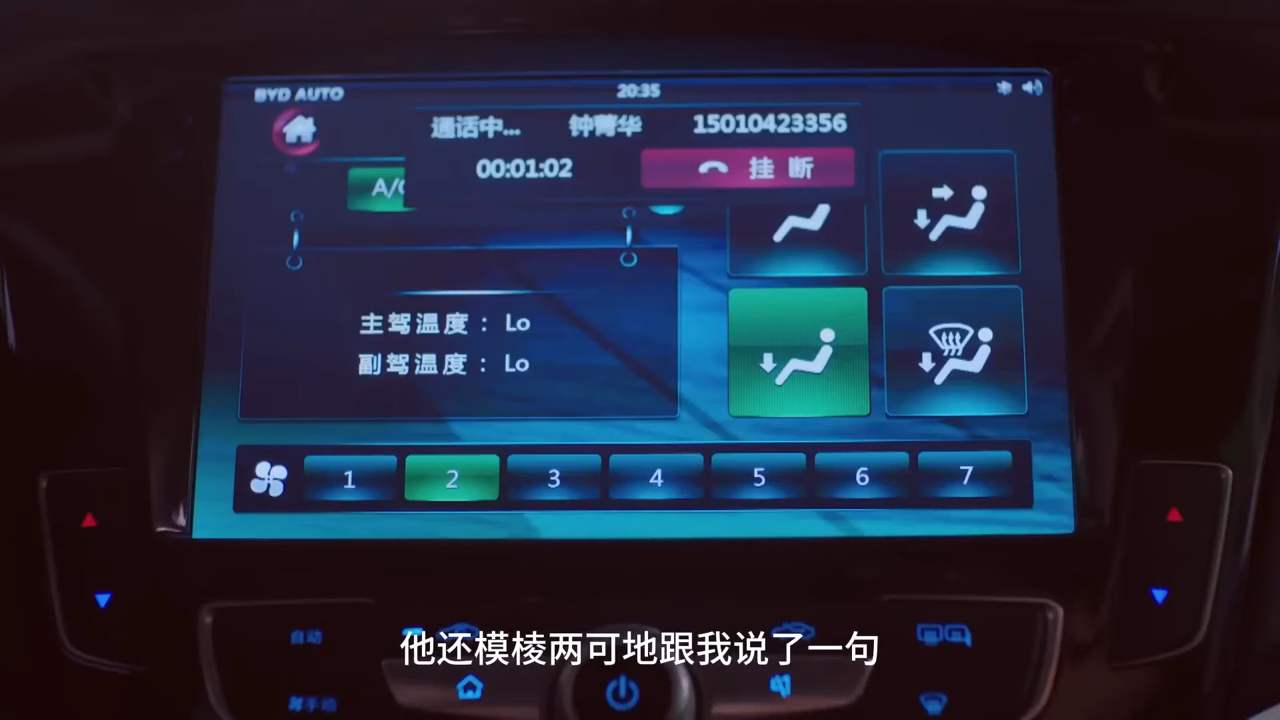 BYD AUTO 20:35
通话中... 钟菁华 15010423356
00:01:02 挂断
A/C
主驾温度：Lo
副驾温度：Lo
1 2 3 4 5 6 7
自动
他还模棱两可地跟我说了一句
手动